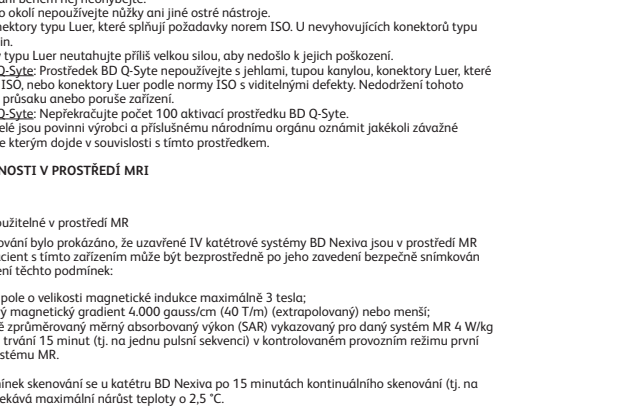 ání během něj neohýbejte.
o okolí nepoužívejte nůžky ani jiné ostré nástroje.
nektory typu Luer, které splňují požadavky norem ISO. U nevyhovujících konektorů typu
in.
typu Luer neutahujte příliš velkou silou, aby nedošlo k jejich poškození.
Q-Syte: Prostředek BD Q-Syte nepoužívejte s jehlami, tupou kanylou, konektory Luer, které
ISO, nebo konektory Luer podle normy ISO s viditelnými defekty. Nedodržení tohoto
průsaku anebo poruše zařízení.
Q-Syte: Nepřekračujte počet 100 aktivací prostředku BD Q-Syte.
elé jsou povinni výrobci a příslušnému národnímu orgánu oznámit jakékoli závažné
e kterým dojde v souvislosti s tímto prostředkem.
NOSTI V PROSTŘEDÍ MRI
oužitelné v prostředí MR
ování bylo prokázáno, že uzavřené IV katétrové systémy BD Nexiva jsou v prostředí MR
cient s tímto zařízením může být bezprostředně po jeho zavedení bezpečně snímkován
ení těchto podmínek:
pole o velikosti magnetické indukce maximálně 3 tesla;
ý magnetický gradient 4.000 gauss/cm (40 T/m) (extrapolovaný) nebo menší;
ě zprůměrovaný měrný absorbovaný výkon (SAR) vykazovaný pro daný systém MR 4 W/kg
trvání 15 minut (tj. na jednu pulsní sekvenci) v kontrolovaném provozním režimu první
stému MR.
mínek skenování se u katétru BD Nexiva po 15 minutách kontinuálního skenování (tj. na
ekává maximální nárůst teploty o 2,5 °C.